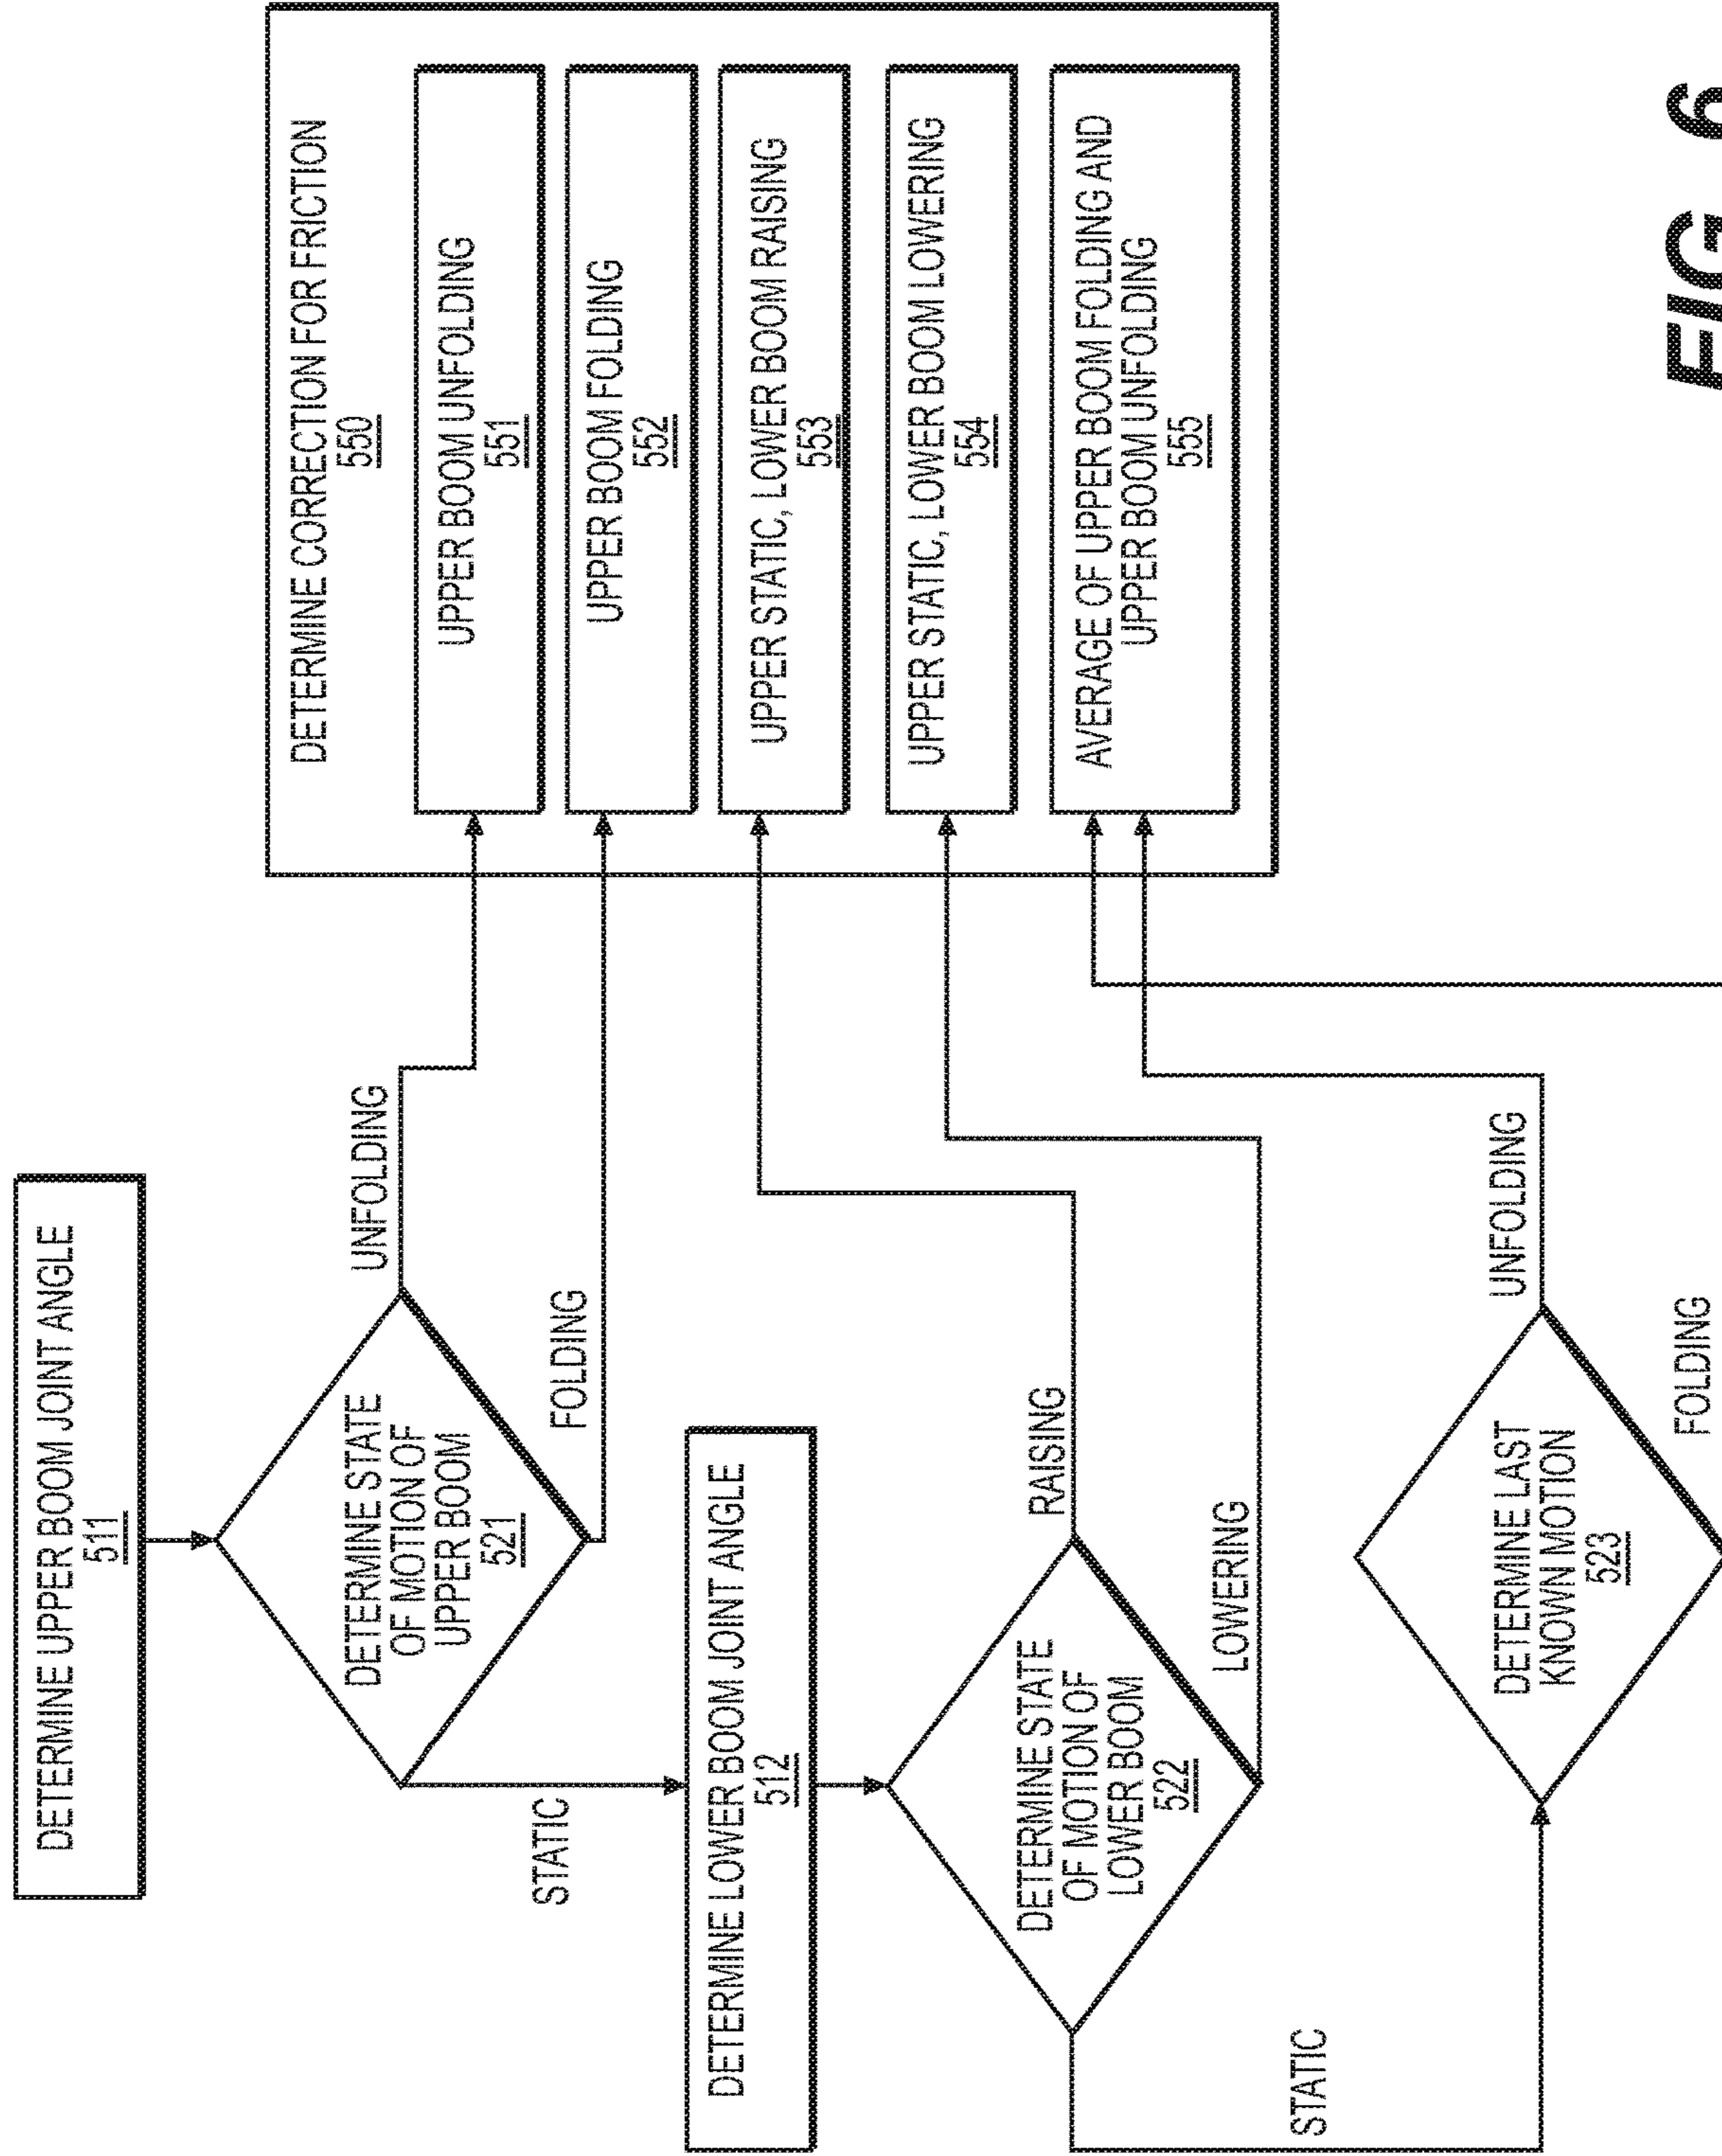 DETERMINE UPPER BOOM JOINT ANGLE
511
DETERMINE STATE
OF MOTION OF
UPPER BOOM
521
UNFOLDING
FOLDING
STATIC
DETERMINE LOWER BOOM JOINT ANGLE
512
DETERMINE STATE
OF MOTION OF
LOWER BOOM
522
RAISING
LOWERING
STATIC
DETERMINE LAST
KNOWN MOTION
523
UNFOLDING
FOLDING
DETERMINE CORRECTION FOR FRICTION
550
UPPER BOOM UNFOLDING
551
UPPER BOOM FOLDING
552
UPPER STATIC, LOWER BOOM RAISING
553
UPPER STATIC, LOWER BOOM LOWERING
554
AVERAGE OF UPPER BOOM FOLDING AND
UPPER BOOM UNFOLDING
555
FIG_6